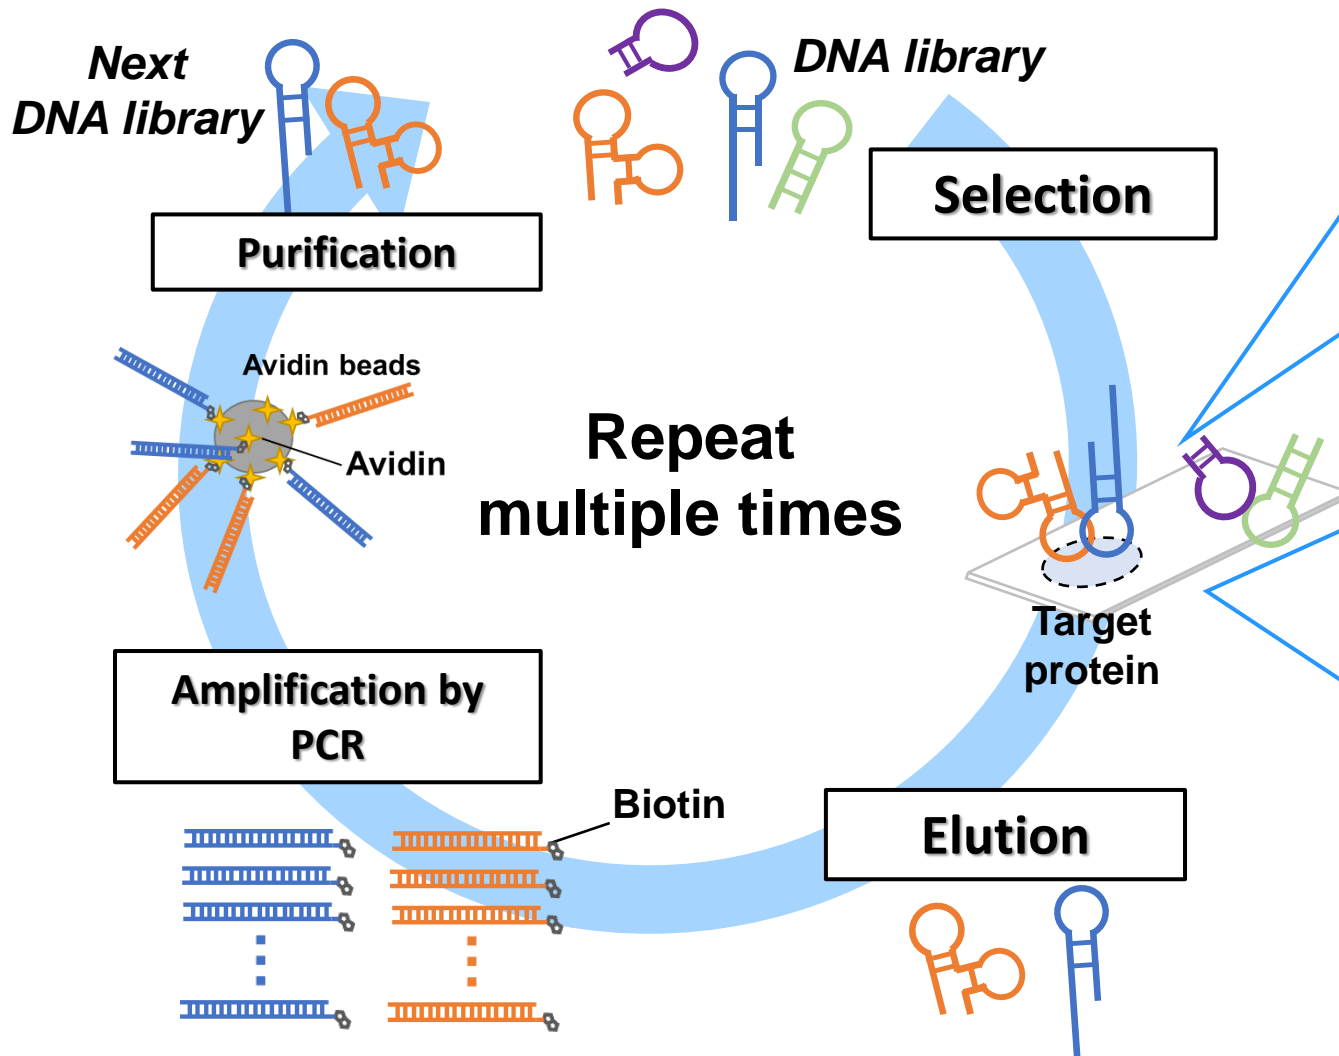 Next
DNA library
DNA library
Selection
Purification
Avidin beads
Avidin
Repeat
multiple times
Target
protein
Amplification by
PCR
Biotin
Elution